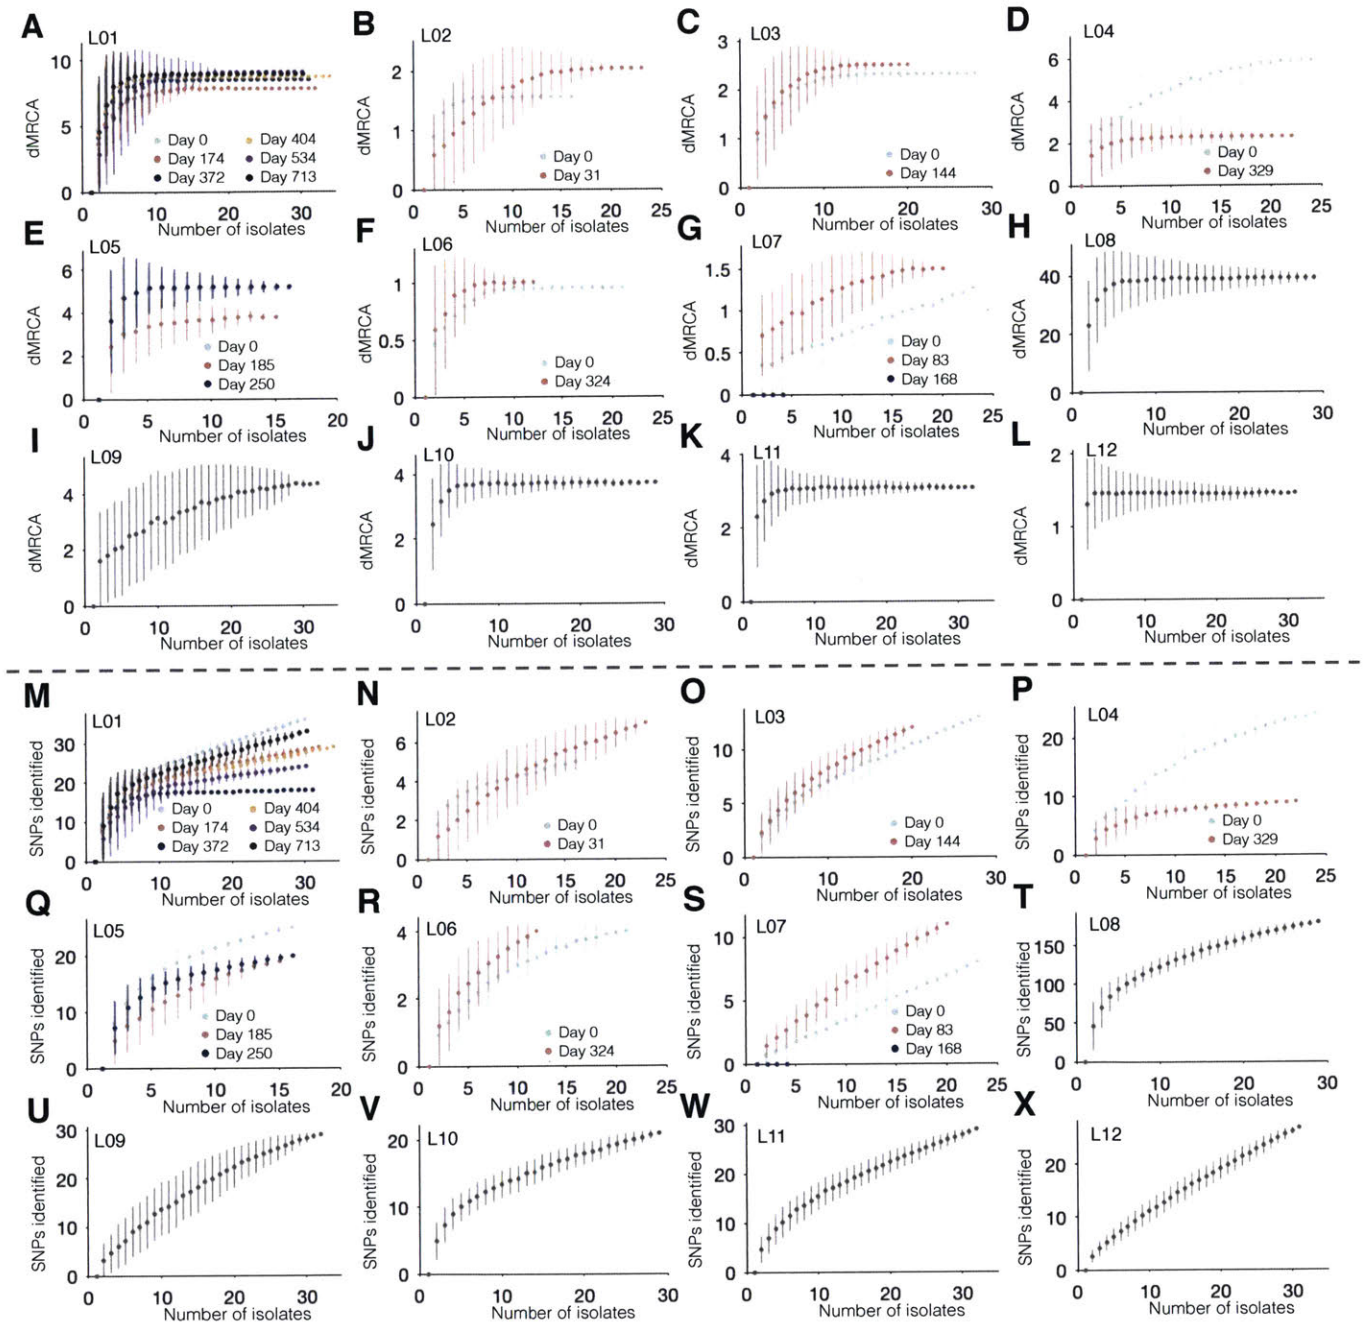 A
L01
dMRCA
10
5
0
Day 0
Day 174
Day 372
Day 404
Day 534
Day 713
0 10 20 30
Number of isolates
B
L02
dMRCA
2
1
0
Day 0
Day 31
0 5 10 15 20 25
Number of isolates
C
L03
dMRCA
3
2
1
0
Day 0
Day 144
0 10 20 30
Number of isolates
D
L04
dMRCA
6
4
2
0
Day 0
Day 329
0 5 10 15 20 25
Number of isolates
E
L05
dMRCA
6
4
2
0
Day 0
Day 185
Day 250
0 5 10 15 20
Number of isolates
F
L06
dMRCA
1
0.5
0
Day 0
Day 324
0 5 10 15 20 25
Number of isolates
G
L07
dMRCA
1.5
1
0.5
0
Day 0
Day 83
Day 168
0 5 10 15 20 25
Number of isolates
H
L08
dMRCA
40
20
0
0 10 20 30
Number of isolates
I
L09
dMRCA
4
2
0
0 10 20 30
Number of isolates
J
L10
dMRCA
4
2
0
0 10 20 30
Number of isolates
K
L11
dMRCA
4
2
0
0 10 20 30
Number of isolates
L
L12
dMRCA
2
1
0
0 10 20 30
Number of isolates
M
L01
SNPs identified
30
20
10
0
Day 0
Day 174
Day 372
Day 404
Day 534
Day 713
0 10 20 30
Number of isolates
N
L02
SNPs identified
6
4
2
0
Day 0
Day 31
0 5 10 15 20 25
Number of isolates
O
L03
SNPs identified
10
5
0
Day 0
Day 144
0 10 20 30
Number of isolates
P
L04
SNPs identified
20
10
0
Day 0
Day 329
0 5 10 15 20 25
Number of isolates
Q
L05
SNPs identified
20
10
0
Day 0
Day 185
Day 250
0 5 10 15 20
Number of isolates
R
L06
SNPs identified
4
2
0
Day 0
Day 324
0 5 10 15 20 25
Number of isolates
S
L07
SNPs identified
10
5
0
Day 0
Day 83
Day 168
0 5 10 15 20 25
Number of isolates
T
L08
SNPs identified
150
100
50
0
0 10 20 30
Number of isolates
U
L09
SNPs identified
30
20
10
0
0 10 20 30
Number of isolates
V
L10
SNPs identified
20
10
0
0 10 20 30
Number of isolates
W
L11
SNPs identified
30
20
10
0
0 10 20 30
Number of isolates
X
L12
SNPs identified
20
10
0
0 10 20 30
Number of isolates